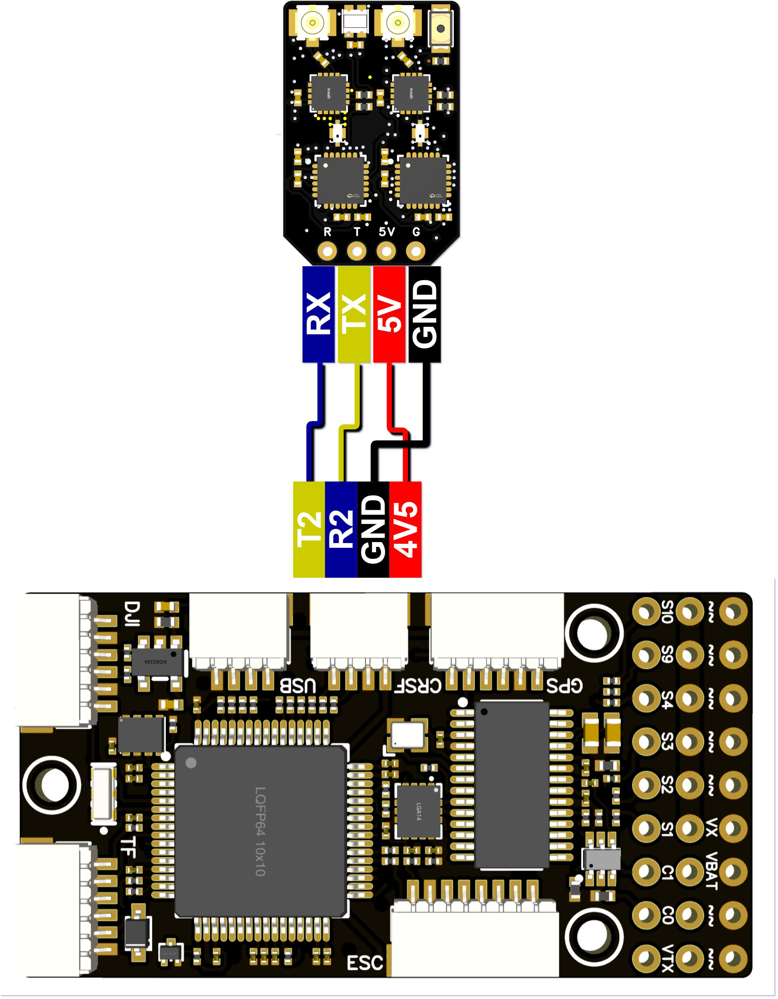 QFN16
QFN16
R T 5V G
RX TX 5V GND
T2 R2 GND 4V5
DJI
MD8233A
USB
CRSF
GPS
S10
S9
S4
S3
S2
S1 VX
C1 VBAT
C0
VTX
LQFP64 10x10
LGA14
TF
ESC